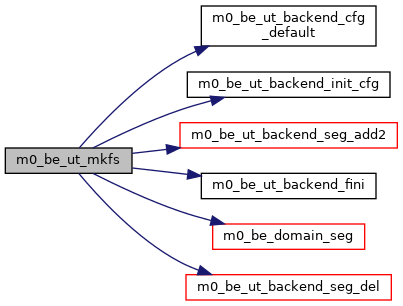 m0_be_ut_mkfs
m0_be_ut_backend_cfg
_default
m0_be_ut_backend_init_cfg
m0_be_ut_backend_seg_add2
m0_be_ut_backend_fini
m0_be_domain_seg
m0_be_ut_backend_seg_del